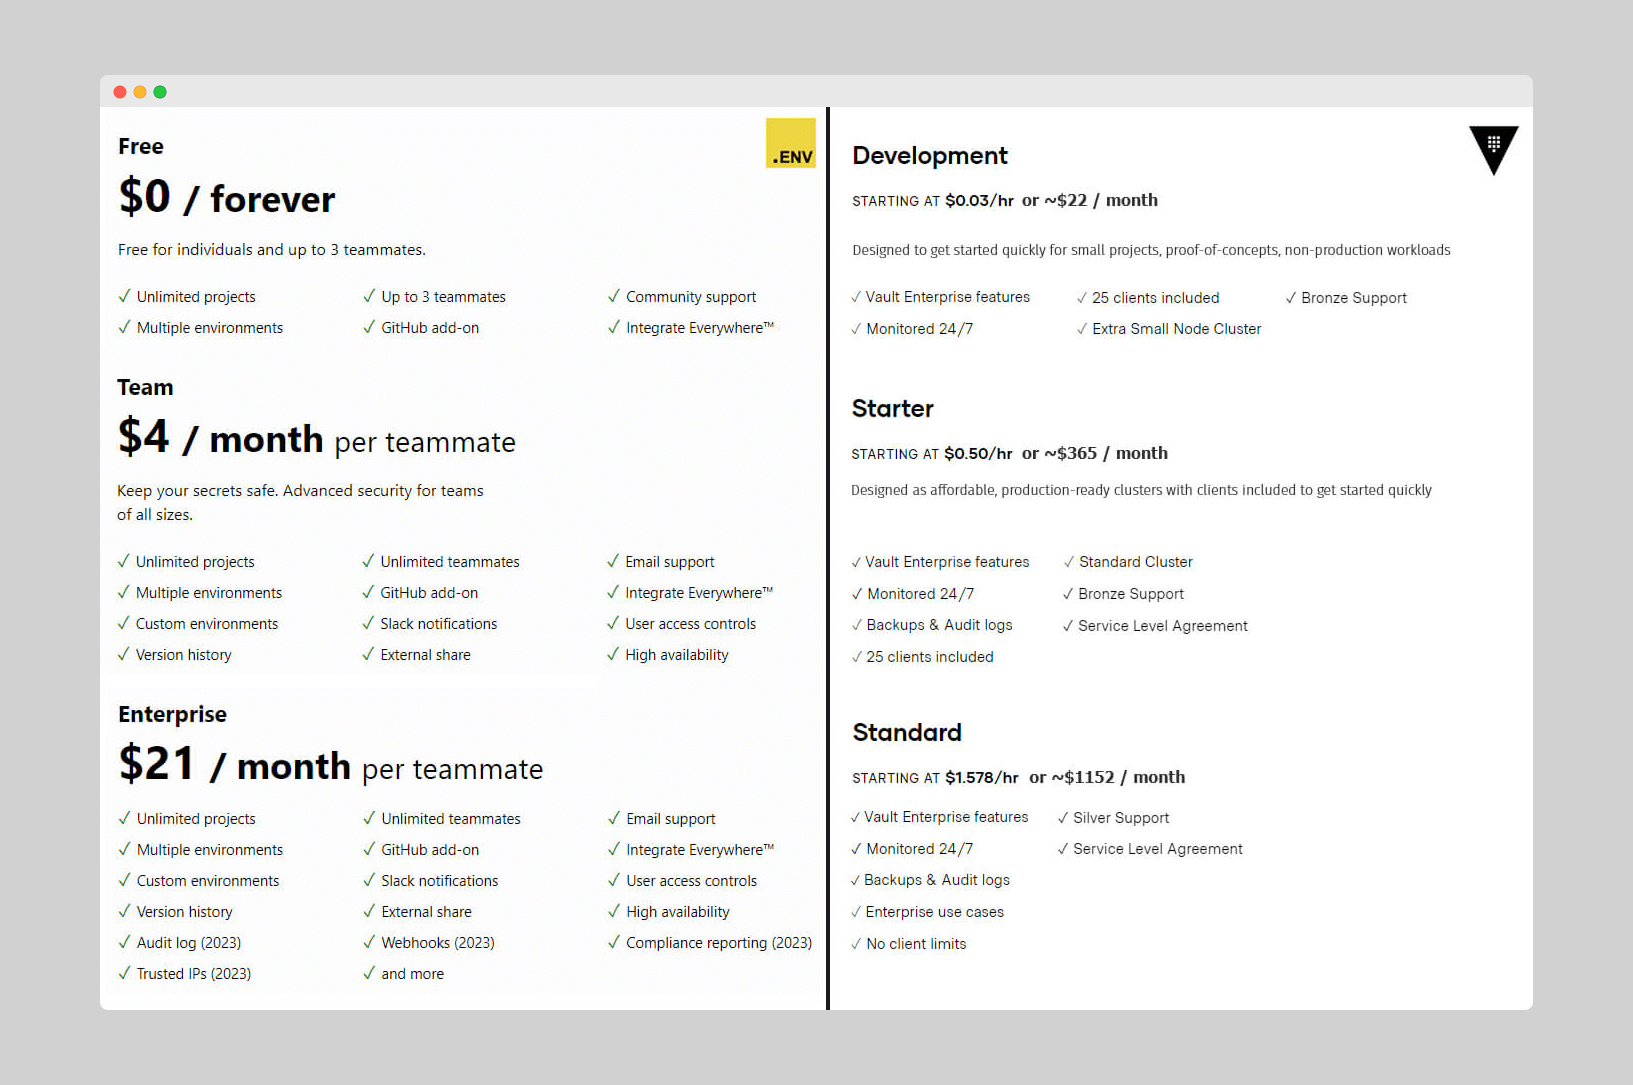 .ENV
Free
$0 / forever
Free for individuals and up to 3 teammates.
✓ Unlimited projects ✓ Up to 3 teammates ✓ Community support
✓ Multiple environments ✓ GitHub add-on ✓ Integrate Everywhere™
Team
$4 / month per teammate
Keep your secrets safe. Advanced security for teams
of all sizes.
✓ Unlimited projects ✓ Unlimited teammates ✓ Email support
✓ Multiple environments ✓ GitHub add-on ✓ Integrate Everywhere™
✓ Custom environments ✓ Slack notifications ✓ User access controls
✓ Version history ✓ External share ✓ High availability
Enterprise
$21 / month per teammate
✓ Unlimited projects ✓ Unlimited teammates ✓ Email support
✓ Multiple environments ✓ GitHub add-on ✓ Integrate Everywhere™
✓ Custom environments ✓ Slack notifications ✓ User access controls
✓ Version history ✓ External share ✓ High availability
✓ Audit log (2023) ✓ Webhooks (2023) ✓ Compliance reporting (2023)
✓ Trusted IPs (2023) ✓ and more
Development
STARTING AT $0.03/hr or ~$22 / month
Designed to get started quickly for small projects, proof-of-concepts, non-production workloads
✓ Vault Enterprise features ✓ 25 clients included ✓ Bronze Support
✓ Monitored 24/7 ✓ Extra Small Node Cluster
Starter
STARTING AT $0.50/hr or ~$365 / month
Designed as affordable, production-ready clusters with clients included to get started quickly
✓ Vault Enterprise features ✓ Standard Cluster
✓ Monitored 24/7 ✓ Bronze Support
✓ Backups & Audit logs ✓ Service Level Agreement
✓ 25 clients included
Standard
STARTING AT $1.578/hr or ~$1152 / month
✓ Vault Enterprise features ✓ Silver Support
✓ Monitored 24/7 ✓ Service Level Agreement
✓ Backups & Audit logs
✓ Enterprise use cases
✓ No client limits